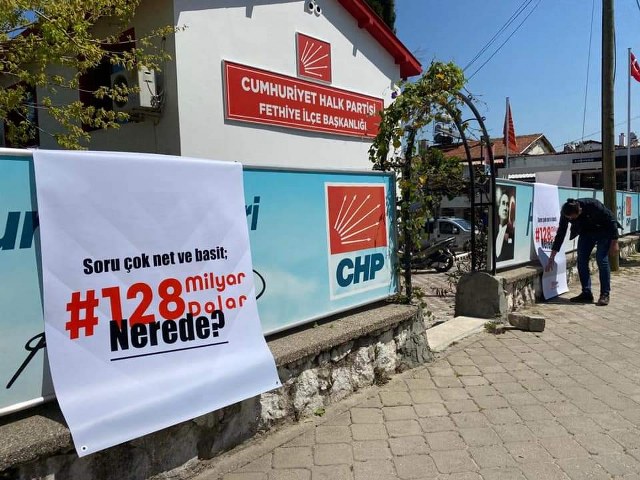 CUMHURİYET HALK PARTİSİ
FETHİYE İLÇE BAŞKANLIĞI
Soru çok net ve basit;
#128 Milyar Dolar
Nerede?
CHP